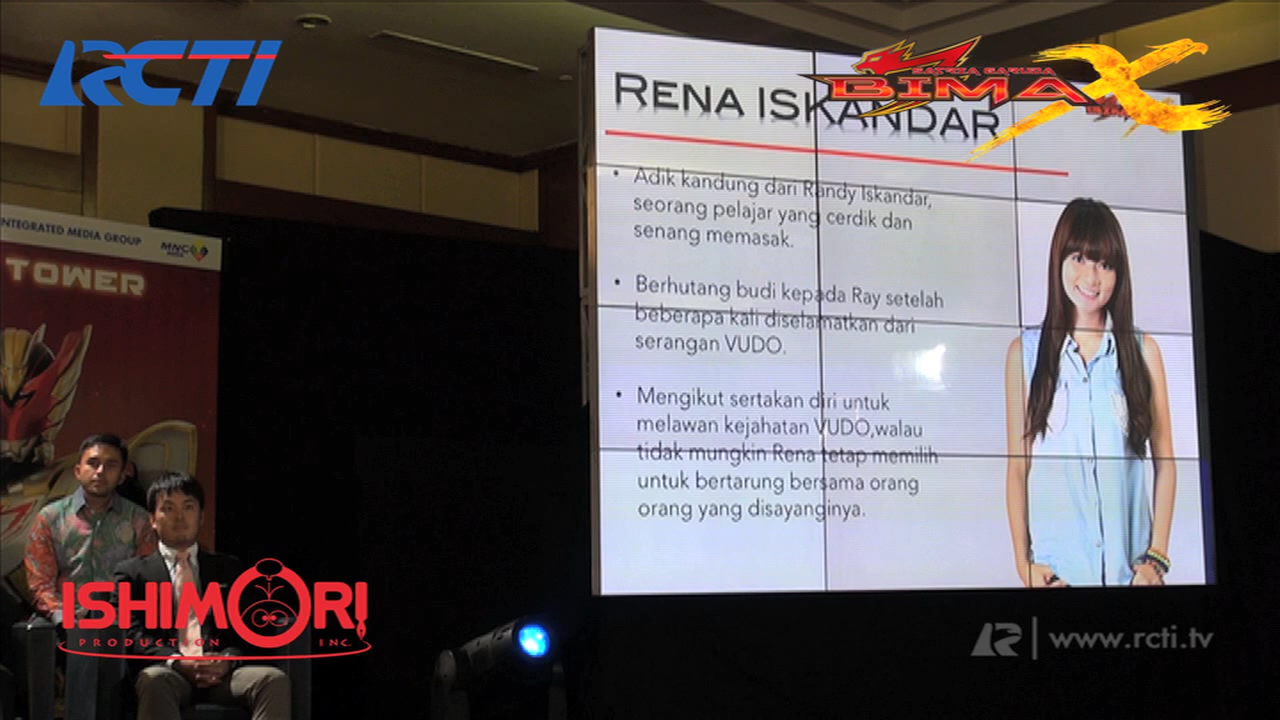 RCTI
SATRIA GARUDA
BIMA X
RENA ISKANDAR
• Adik kandung dari Randy Iskandar,
seorang pelajar yang cerdik dan
senang memasak.
• Berhutang budi kepada Ray setelah
beberapa kali diselamatkan dari
serangan VUDO.
• Mengikut sertakan diri untuk
melawan kejahatan VUDO,walau
tidak mungkin Rena tetap memilih
untuk bertarung bersama orang
orang yang disayanginya.
INTEGRATED MEDIA GROUP
MNC
TOWER
ISHIMORI
PRODUCTION INC.
R | www.rcti.tv